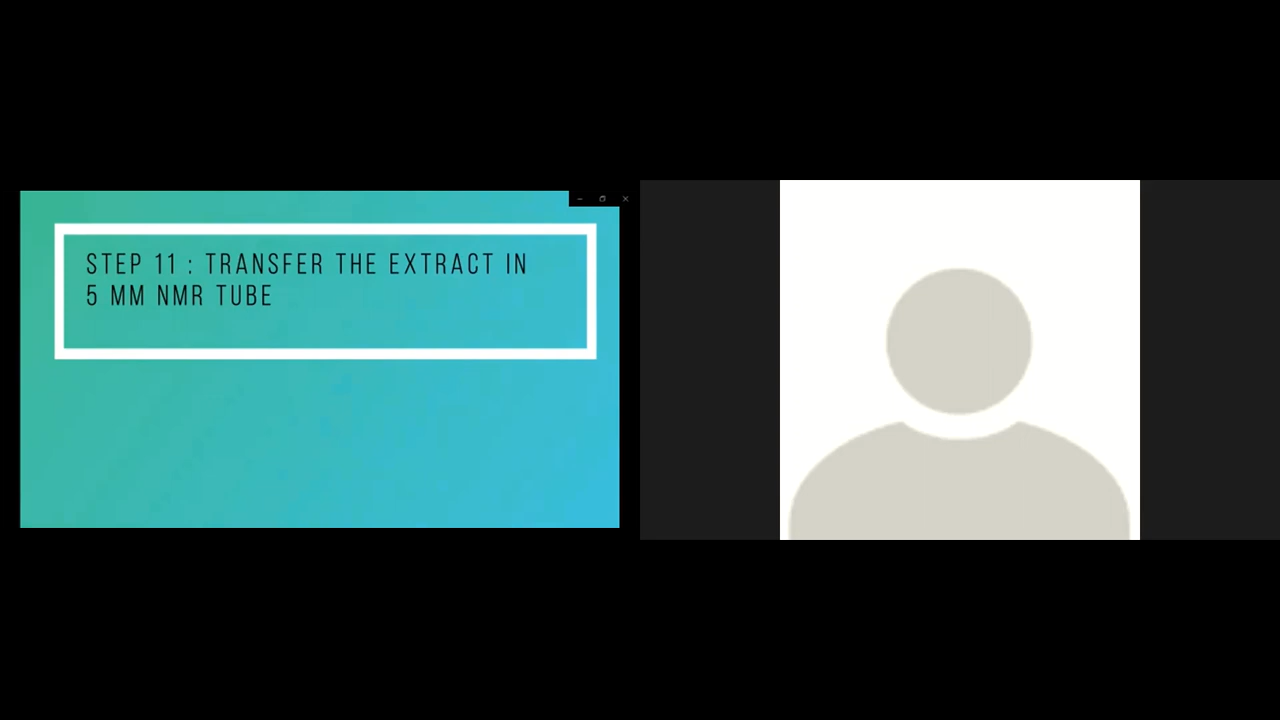 STEP 11 : TRANSFER THE EXTRACT IN
5 MM NMR TUBE